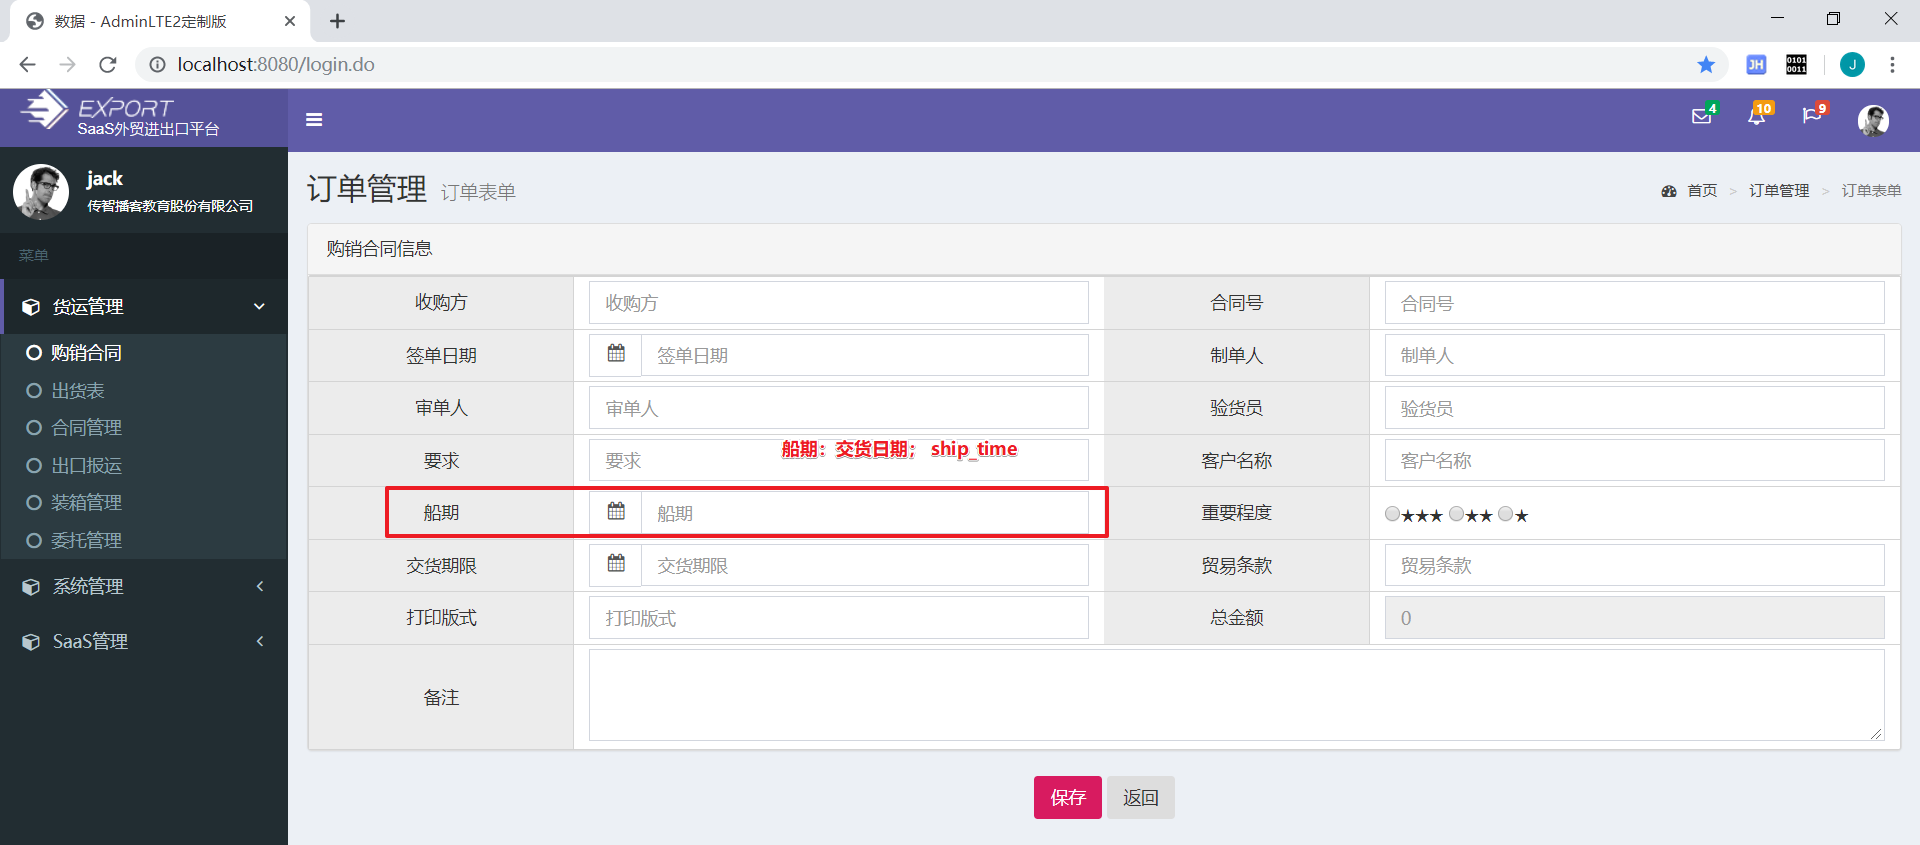 数据 - AdminLTE2定制版
localhost:8080/login.do
JH
0101
0011
J
EXPORT
SaaS外贸进出口平台
4
10
9
jack
传智播客教育股份有限公司
菜单
货运管理
购销合同
出货表
合同管理
出口报运
装箱管理
委托管理
系统管理
SaaS管理
订单管理 订单表单
首页 > 订单管理 > 订单表单
购销合同信息
收购方 收购方 合同号 合同号
签单日期 签单日期 制单人 制单人
审单人 审单人 验货员 验货员
船期：交货日期； ship_time
要求 要求 客户名称 客户名称
船期 船期 重要程度 ★★★ ★★ ★
交货期限 交货期限 贸易条款 贸易条款
打印版式 打印版式 总金额 0
备注
保存 返回